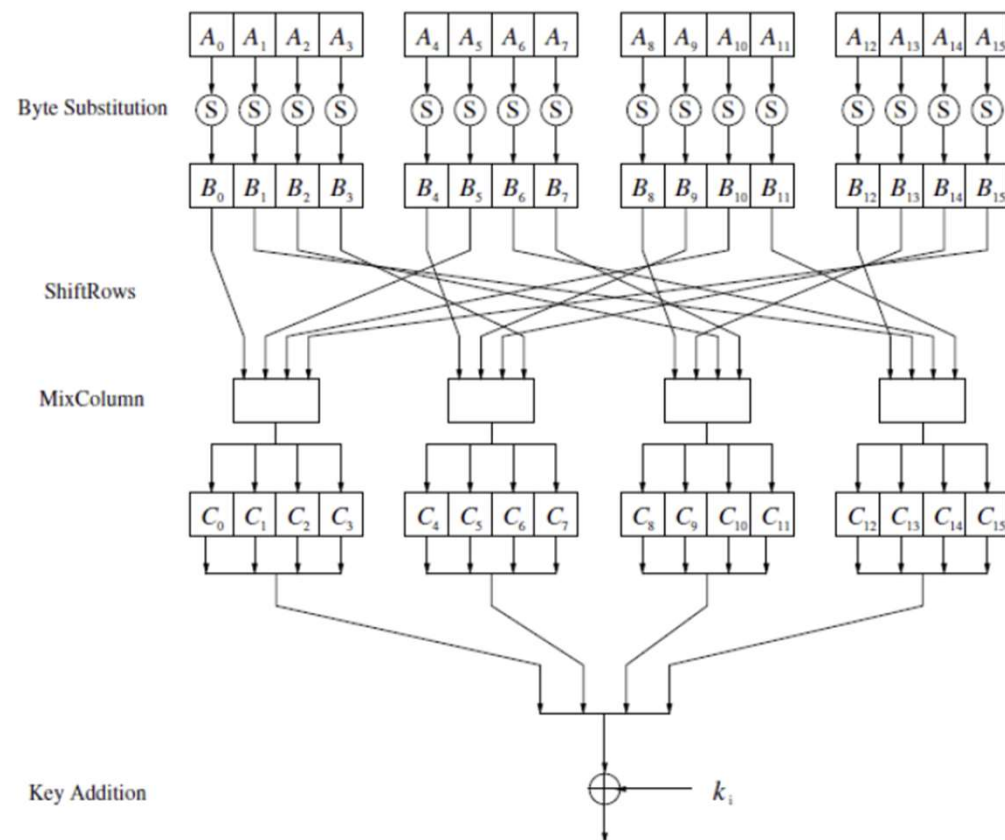 A₀ A₁ A₂ A₃ A₄ A₅ A₆ A₇ A₈ A₉ A₁₀ A₁₁ A₁₂ A₁₃ A₁₄ A₁₅
Byte Substitution S S S S S S S S S S S S S S S S
B₀ B₁ B₂ B₃ B₄ B₅ B₆ B₇ B₈ B₉ B₁₀ B₁₁ B₁₂ B₁₃ B₁₄ B₁₅
ShiftRows
MixColumn
C₀ C₁ C₂ C₃ C₄ C₅ C₆ C₇ C₈ C₉ C₁₀ C₁₁ C₁₂ C₁₃ C₁₄ C₁₅
Key Addition kᵢ